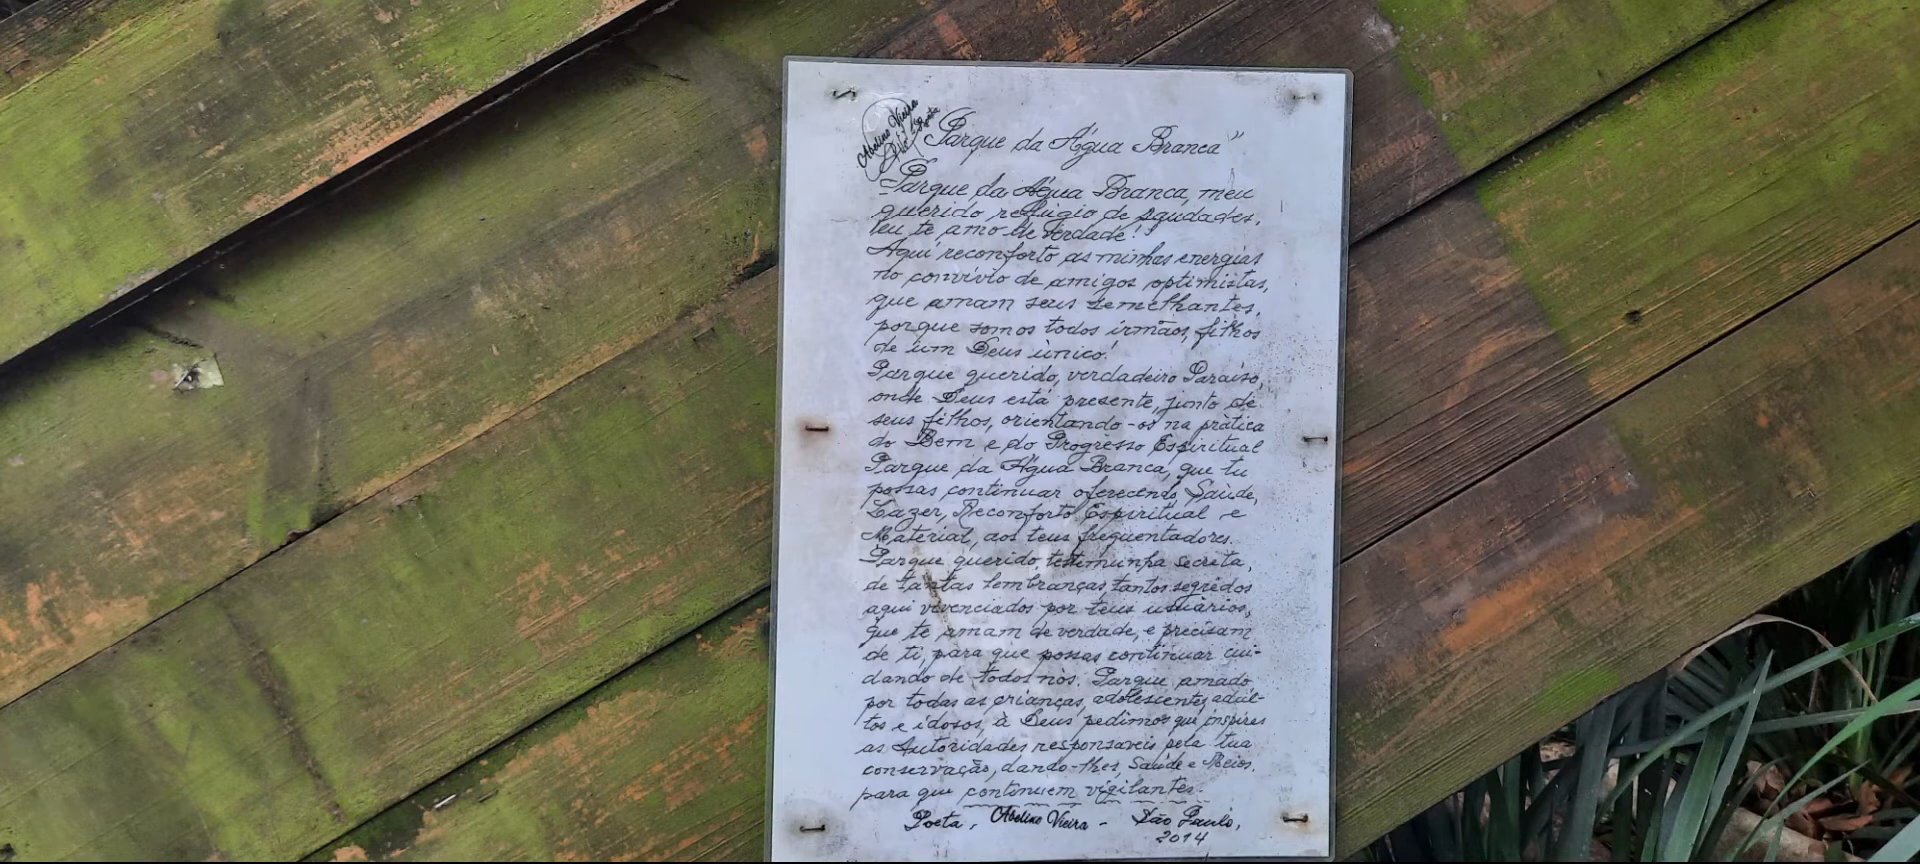 Abelino Vieira
Poeta
"Parque da Água Branca"
Parque da Água Branca, meu
querido refúgio de saudades,
eu te amo de verdade!
Aqui reconforto as minhas energias
no convívio de amigos optimistas,
que amam seus semelhantes,
porque somos todos irmãos, filhos
de um Deus único!
Parque querido, verdadeiro Paraíso,
onde Deus está presente, junto de
seus filhos, orientando-os na prática
do Bem e do Progresso Espiritual
Parque da Água Branca, que tu
possas continuar oferecendo, Saúde,
Lazer, Reconforto Espiritual e
Material, aos teus frequentadores.
Parque querido, testemunha secreta,
de tantas lembranças, tantos segrêdos
aqui vivenciados por teus usuários,
que te amam de verdade, e precisam
de ti, para que possas continuar cui-
dando de todos nós. Parque amado
por todas as crianças, adolescentes, adul-
tos e idosos, à Deus pedimos que inspires
as Autoridades responsaveis pela tua
conservação, dando-lhes, Saúde e Meios,
para que continuem vigilantes.
Poeta, Abelino Vieira - São Paulo,
2014